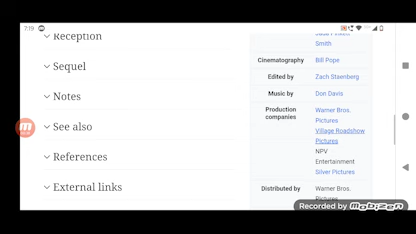 7:19
Reception
Sequel
Notes
See also
References
External links
Smith
Cinematography Bill Pope
Edited by Zach Staenberg
Music by Don Davis
Production companies Warner Bros.
Pictures
Village Roadshow
Pictures
NPV
Entertainment
Silver Pictures
Distributed by Warner Bros.
Pictures
Recorded by Mobizen